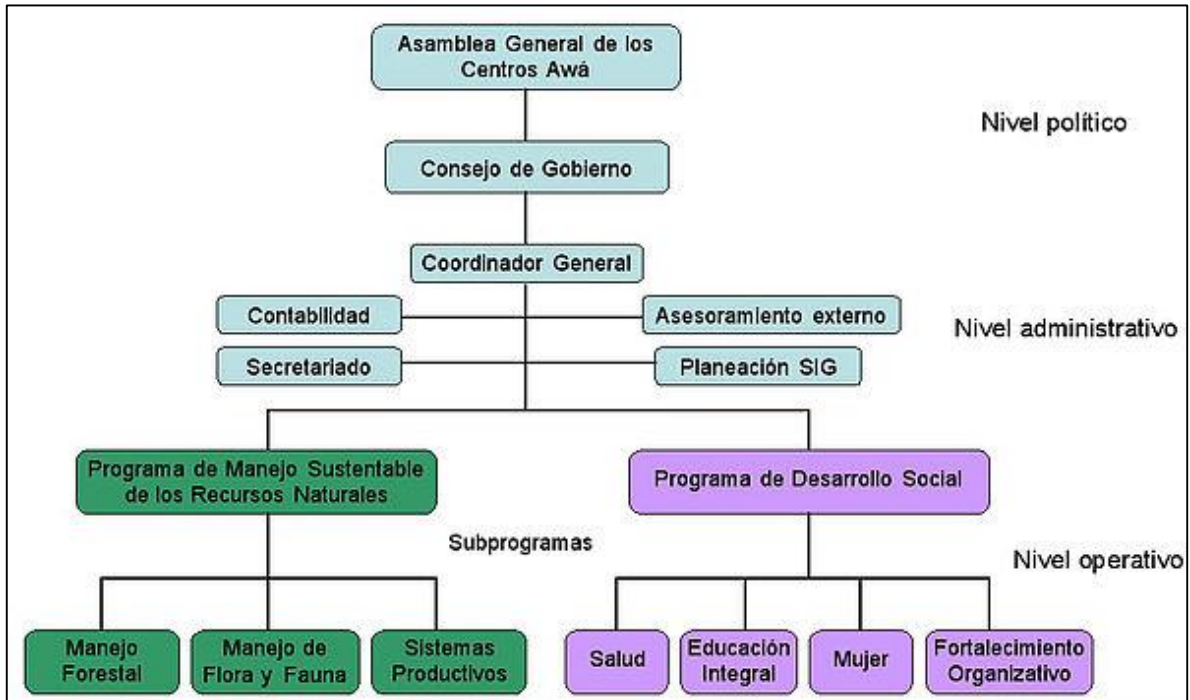 Asamblea General de los
Centros Awá
Nivel político
Consejo de Gobierno
Coordinador General
Contabilidad
Asesoramiento externo
Nivel administrativo
Secretariado
Planeación SIG
Programa de Manejo Sustentable
de los Recursos Naturales
Programa de Desarrollo Social
Subprogramas
Nivel operativo
Manejo
Forestal
Manejo de
Flora y Fauna
Sistemas
Productivos
Salud
Educación
Integral
Mujer
Fortalecimiento
Organizativo